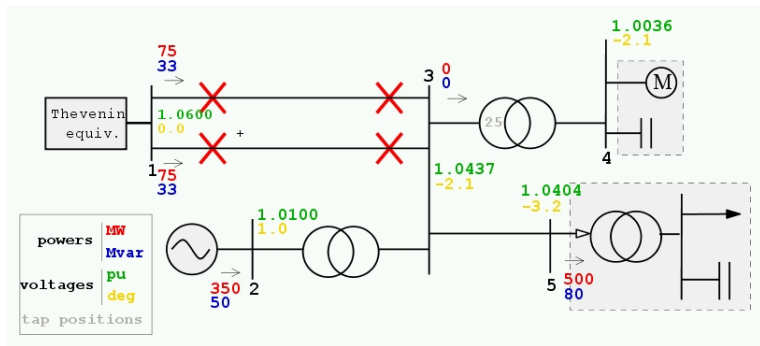 1.0036
-2.1
75
33
3
0
0
M
Thevenin
equiv.
1.0600
0.0
+
25
1
75
33
4
1.0437
-2.1
1.0404
-3.2
1.0100
1.0
powers
MW
Mvar
voltages
pu
deg
tap positions
350
50
2
5
500
80